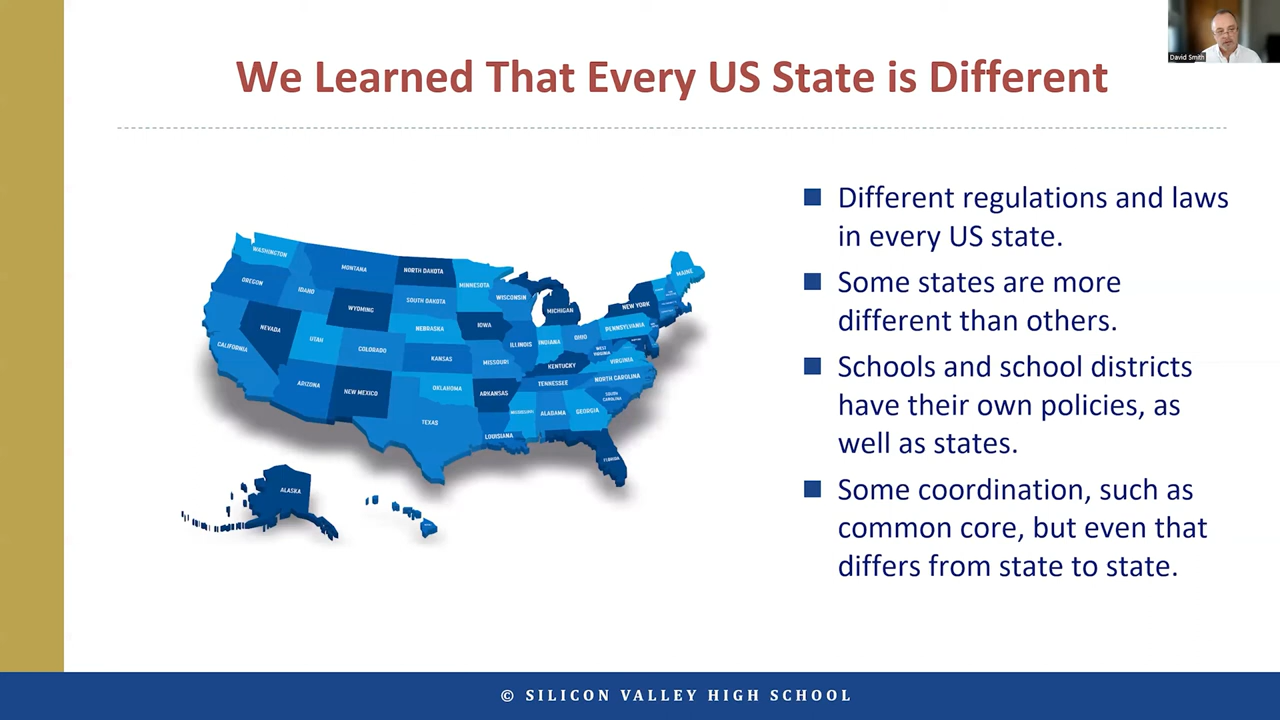 We Learned That Every US State is Different
David Smith
■ Different regulations and laws
in every US state.
■ Some states are more
different than others.
■ Schools and school districts
have their own policies, as
well as states.
■ Some coordination, such as
common core, but even that
differs from state to state.
WASHINGTON
MONTANA
NORTH DAKOTA
MINNESOTA
MAINE
OREGON
IDAHO
WYOMING
SOUTH DAKOTA
WISCONSIN
MICHIGAN
NEW YORK
NEVADA
UTAH
COLORADO
NEBRASKA
IOWA
ILLINOIS
INDIANA
OHIO
PENNSYLVANIA
CALIFORNIA
KANSAS
MISSOURI
WEST
VIRGINIA
VIRGINIA
KENTUCKY
ARIZONA
NEW MEXICO
OKLAHOMA
ARKANSAS
TENNESSEE
NORTH CAROLINA
SOUTH
CAROLINA
TEXAS
LOUISIANA
MISSISSIPPI
ALABAMA
GEORGIA
FLORIDA
ALASKA
© SILICON VALLEY HIGH SCHOOL